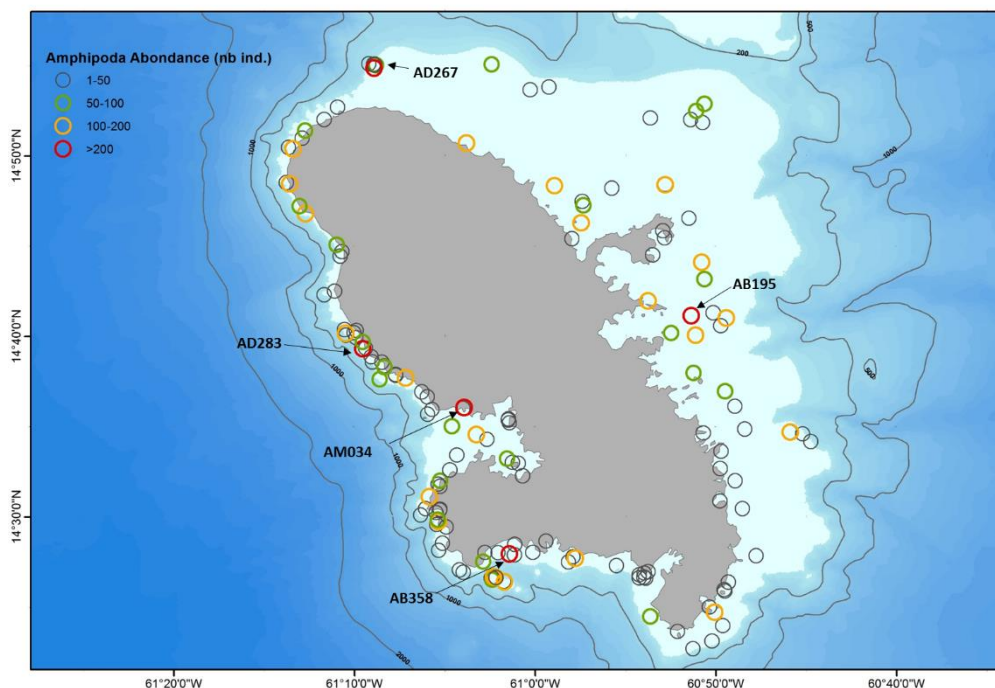 Amphipoda Abondance (nb ind.)
1-50
50-100
100-200
>200
AD267
AB195
AD283
AM034
AB358
500
200
1000
1000
1000
500
1000
1000
2000
14°50'0"N
14°40'0"N
14°30'0"N
61°20'0"W
61°10'0"W
61°0'0"W
60°50'0"W
60°40'0"W